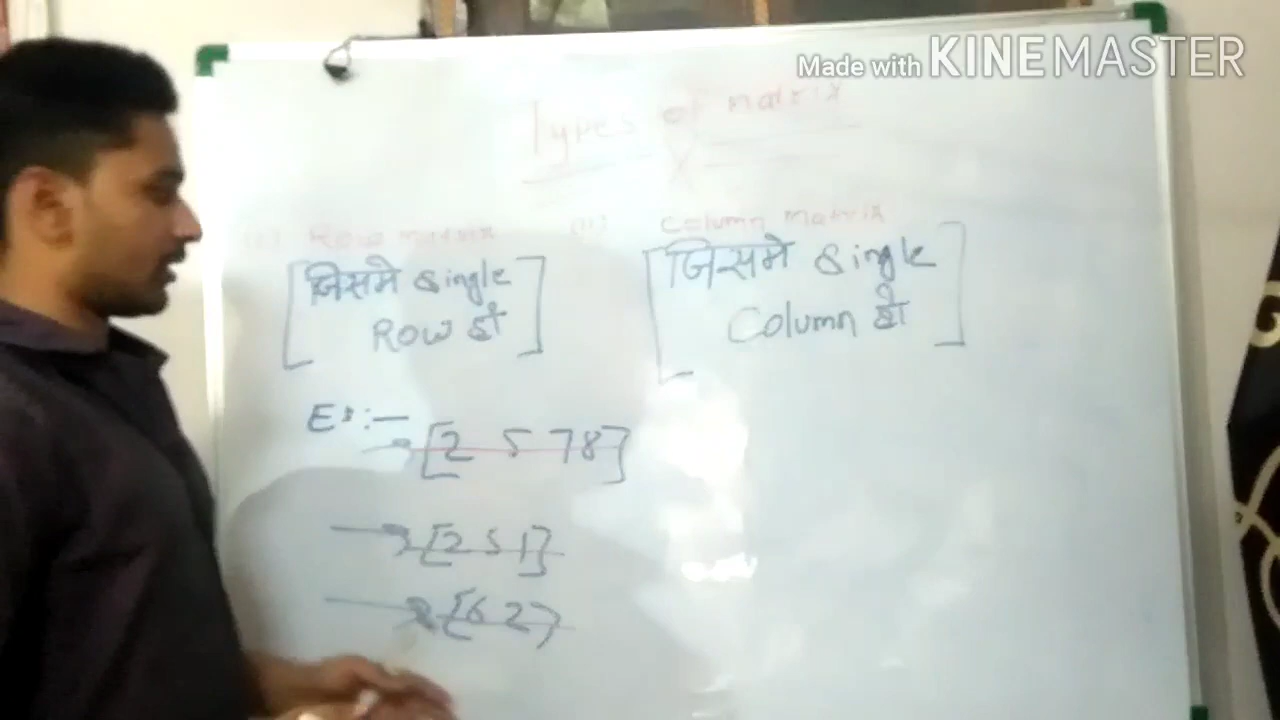 Made with KINEMASTER
Types of matrix
(i) Row matrix (ii) Column matrix
[जिसमे single Row हो]
[जिसमे single Column हो]
Ex:-
[2 5 7 8]
[2 5 1]
[6 2]